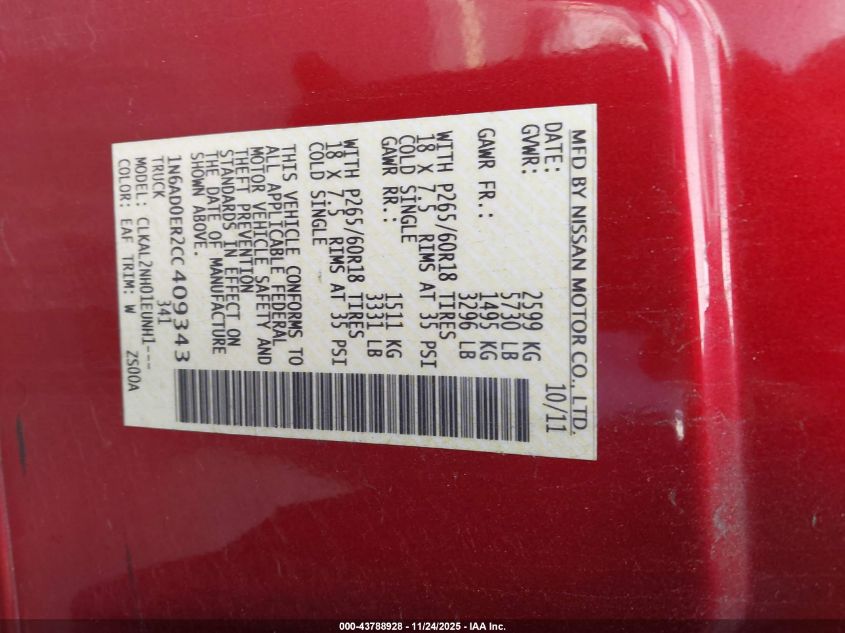 MFD BY NISSAN MOTOR CO., LTD.
DATE: 10/11
GVWR: 2599 KG
5730 LB
GAWR FR.: 1495 KG
3296 LB
WITH P265/60R18 TIRES
18 X 7.5 RIMS AT 35 PSI
COLD SINGLE
GAWR RR.: 1511 KG
3331 LB
WITH P265/60R18 TIRES
18 X 7.5 RIMS AT 35 PSI
COLD SINGLE
THIS VEHICLE CONFORMS TO
ALL APPLICABLE FEDERAL
MOTOR VEHICLE SAFETY AND
THEFT PREVENTION
STANDARDS IN EFFECT ON
THE DATE OF MANUFACTURE
SHOWN ABOVE.
1N6AD0ER2CC409343
TRUCK 341
MODEL: CLKAL2NHO1EUNH1---
COLOR: EAF TRIM: W Z500A
000-43788928 - 11/24/2025 - IAA Inc.